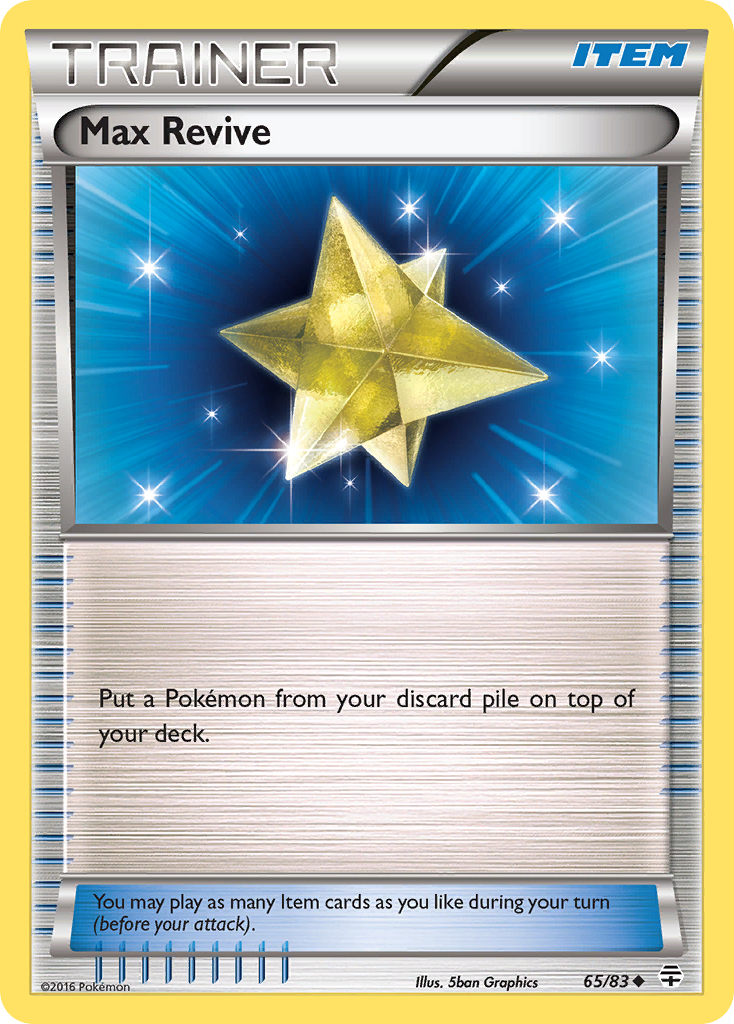 TRAINER
ITEM
Max Revive
Put a Pokémon from your discard pile on top of
your deck.
You may play as many Item cards as you like during your turn
(before your attack).
©2016 Pokémon
Illus. 5ban Graphics
65/83